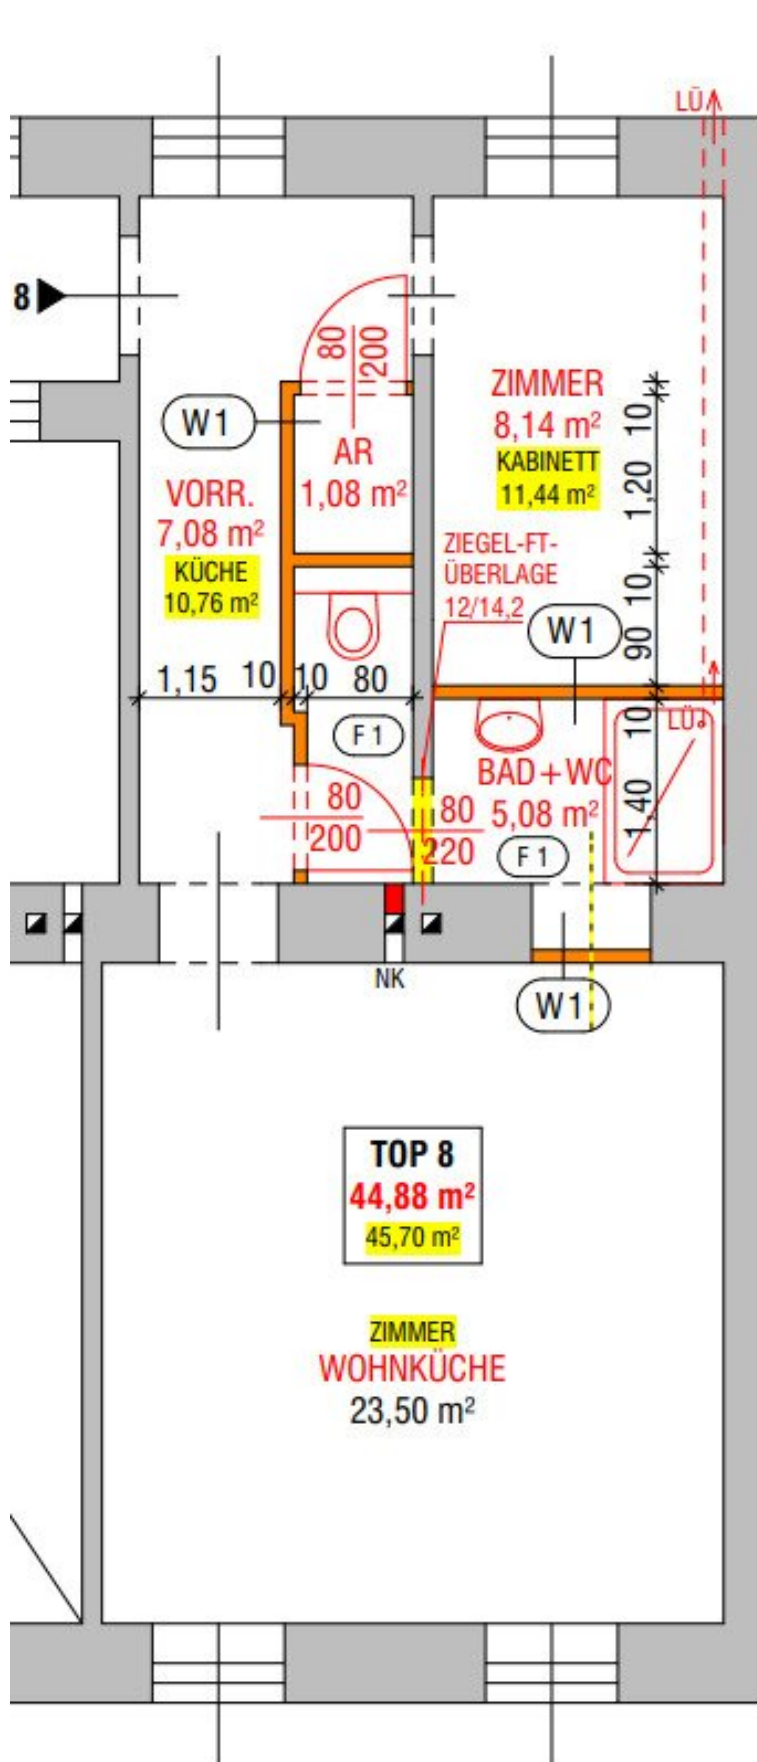 LÜ
8
80
200
W1
ZIMMER
8,14 m²
KABINETT
11,44 m²
10
1,20
10
90
AR
1,08 m²
VORR.
7,08 m²
KÜCHE
10,76 m²
ZIEGEL-FT-
ÜBERLAGE
12/14,2
W1
1,15
10
10
80
F 1
10
LÜ
BAD+WC
5,08 m²
1,40
80
200
80
220
F 1
NK
W1
TOP 8
44,88 m²
45,70 m²
ZIMMER
WOHNKÜCHE
23,50 m²